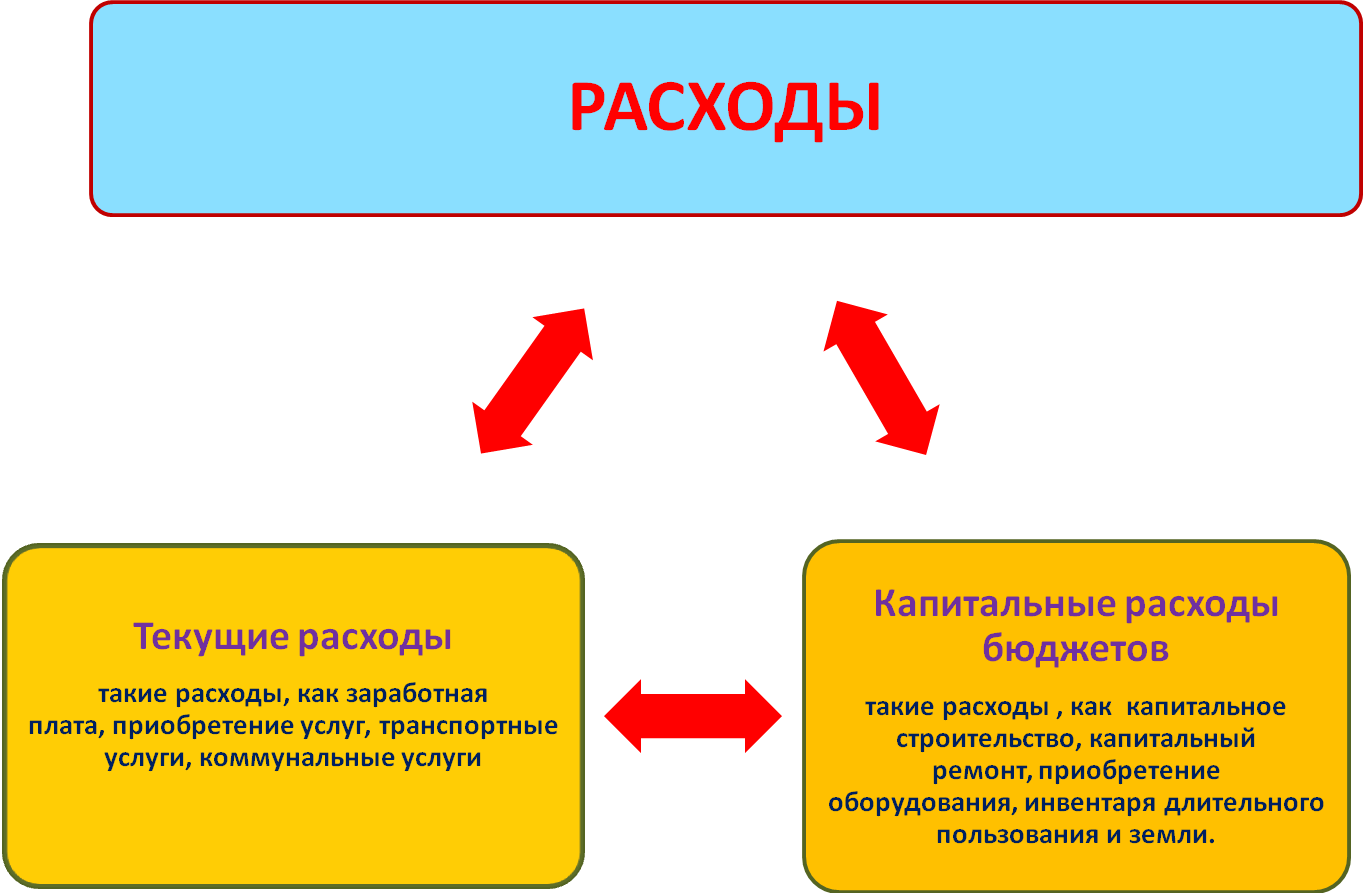 РАСХОДЫ
Текущие расходы
такие расходы, как заработная
плата, приобретение услуг, транспортные
услуги, коммунальные услуги
Капитальные расходы
бюджетов
такие расходы , как  капитальное
строительство, капитальный
ремонт, приобретение
оборудования, инвентаря длительного
пользования и земли.